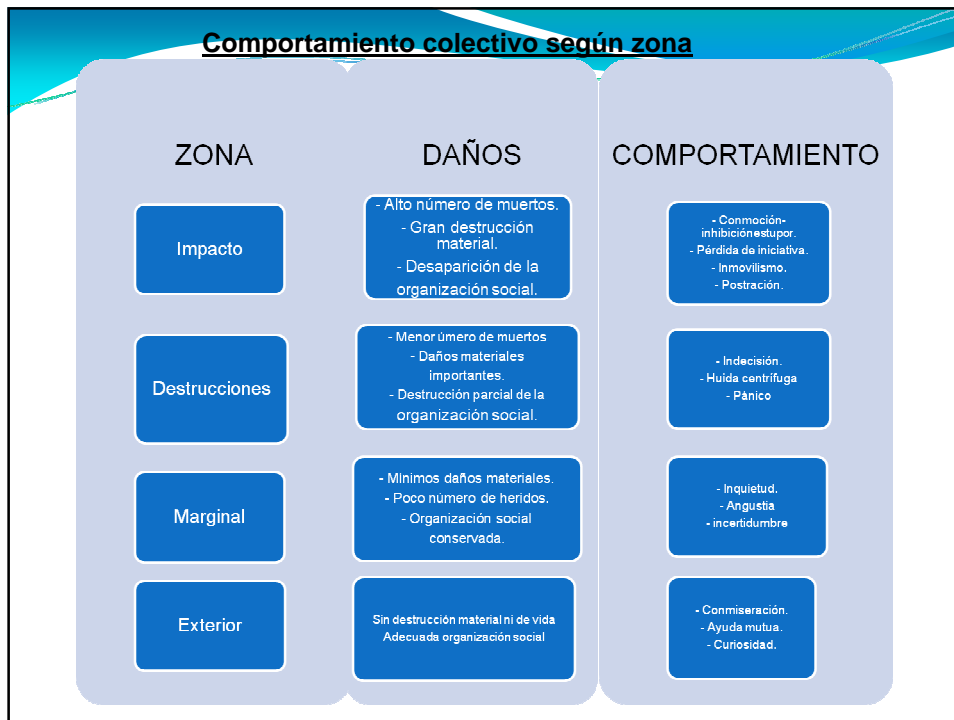 Comportamiento colectivo según zona
ZONA
DAÑOS
COMPORTAMIENTO
Impacto
- Alto número de muertos.
- Gran destrucción
material.
- Desaparición de la
organización social.
- Conmoción-
inhibiciónestupor.
- Pérdida de iniciativa.
- Inmovilismo.
- Postración.
Destrucciones
- Menor úmero de muertos
- Daños materiales
importantes.
- Destrucción parcial de la
organización social.
- Indecisión.
- Huida centrífuga
- Pánico
Marginal
- Mínimos daños materiales.
- Poco número de heridos.
- Organización social
conservada.
- Inquietud.
- Angustia
- incertidumbre
Exterior
Sin destrucción material ni de vida
Adecuada organización social
- Conmiseración.
- Ayuda mutua.
- Curiosidad.